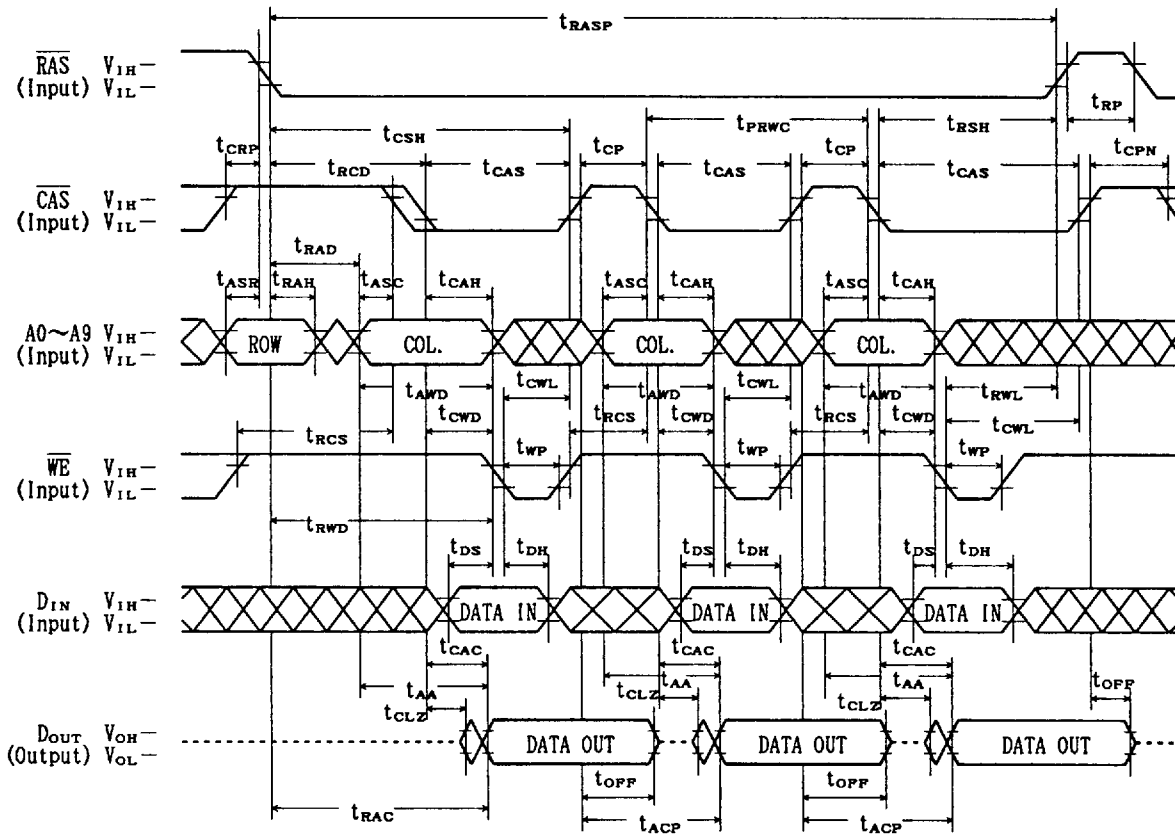 tRASP
RAS VIH
(Input) VIL
tRP
tCSH tPRWC tRSH
tCRP tRCD tCAS tCP tCAS tCP tCAS tCPN
CAS VIH
(Input) VIL
tRAD
tASR tRAH tASC tCAH tASC tCAH tASC tCAH
A0~A9 VIH
(Input) VIL
ROW COL. COL. COL.
tAWD tCWL tAWD tCWL tAWD tRWL
tRCS tCWD tRCS tCWD tRCS tCWD tCWL
tWP tWP tWP
WE VIH
(Input) VIL
tRWD
tDS tDH tDS tDH tDS tDH
DIN VIH
(Input) VIL
DATA IN DATA IN DATA IN
tCAC tCAC tCAC
tAA tAA tAA tOFF
tCLZ tCLZ tCLZ
DOUT VOH
(Output) VOL
DATA OUT DATA OUT DATA OUT
tOFF tOFF
tRAC tACP tACP